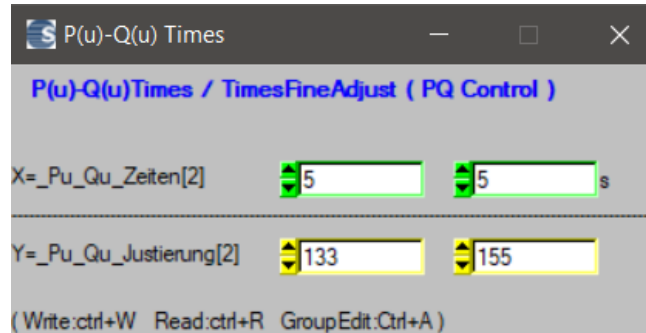 S P(u)-Q(u) Times
P(u)-Q(u)Times / TimesFineAdjust ( PQ Control )
X=_Pu_Qu_Zeiten[2] 5 5 s
Y=_Pu_Qu_Justierung[2] 133 155
( Write:ctrl+W Read:ctrl+R GroupEdit:Ctrl+A )